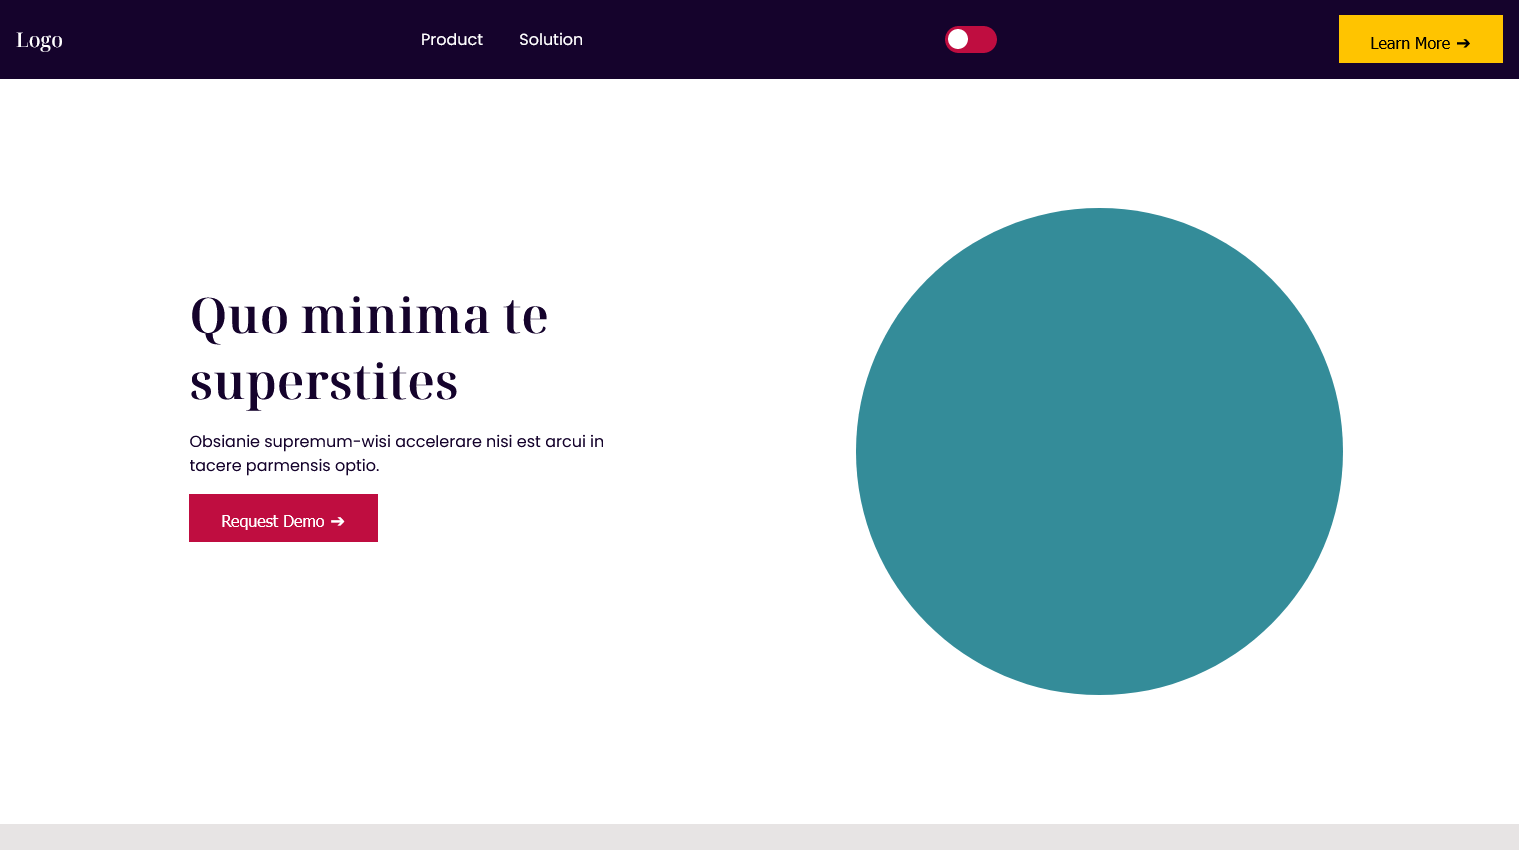 Logo
Product
Solution
Learn More ➔
Quo minima te
superstites
Obsianie supremum-wisi accelerare nisi est arcui in
tacere parmensis optio.
Request Demo ➔